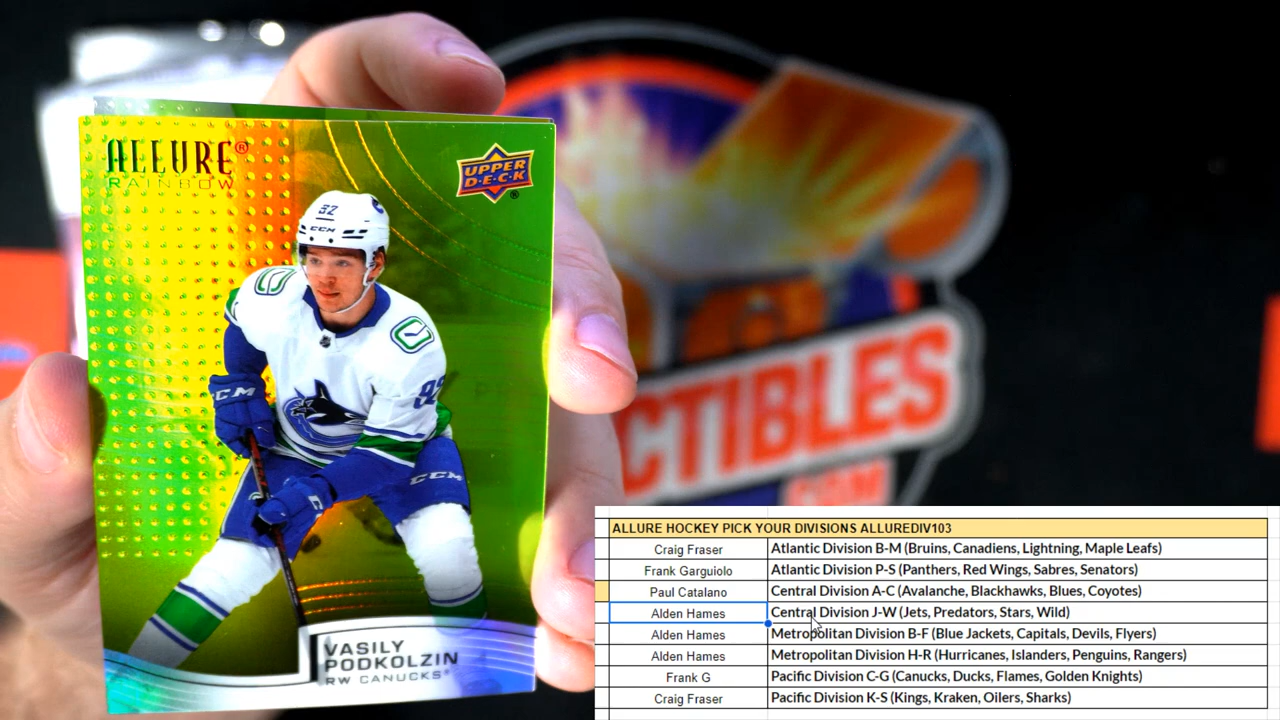 ALLURE®
RAINBOW
UPPER
D·E·C·K
®
92
CCM
CCM
92
CCM
VASILY
PODKOLZIN
RW CANUCKS®
CTIBLES
.COM
ALLURE HOCKEY PICK YOUR DIVISIONS ALLUREDIV103
Craig Fraser Atlantic Division B-M (Bruins, Canadiens, Lightning, Maple Leafs)
Frank Garguiolo Atlantic Division P-S (Panthers, Red Wings, Sabres, Senators)
Paul Catalano Central Division A-C (Avalanche, Blackhawks, Blues, Coyotes)
Alden Hames Central Division J-W (Jets, Predators, Stars, Wild)
Alden Hames Metropolitan Division B-F (Blue Jackets, Capitals, Devils, Flyers)
Alden Hames Metropolitan Division H-R (Hurricanes, Islanders, Penguins, Rangers)
Frank G Pacific Division C-G (Canucks, Ducks, Flames, Golden Knights)
Craig Fraser Pacific Division K-S (Kings, Kraken, Oilers, Sharks)